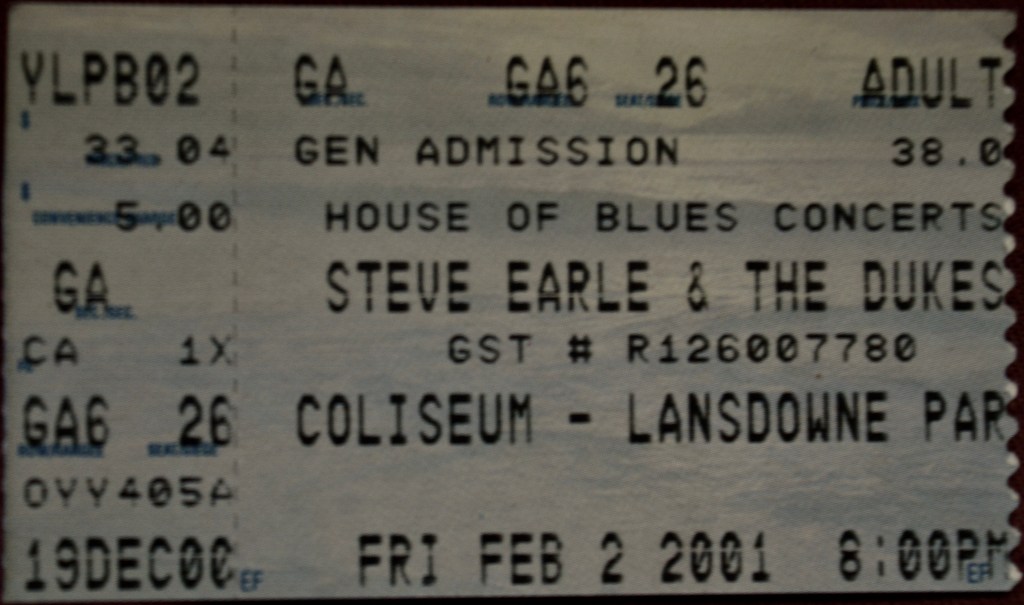 YLPB02 GA GA6 26 ADULT
33.04 GEN ADMISSION 38.0
5.00 HOUSE OF BLUES CONCERTS
GA STEVE EARLE & THE DUKES
CA 1X GST # R126007780
GA6 26 COLISEUM - LANSDOWNE PAR
OYY405A
19DEC00 EF FRI FEB 2 2001 8:00PM EF